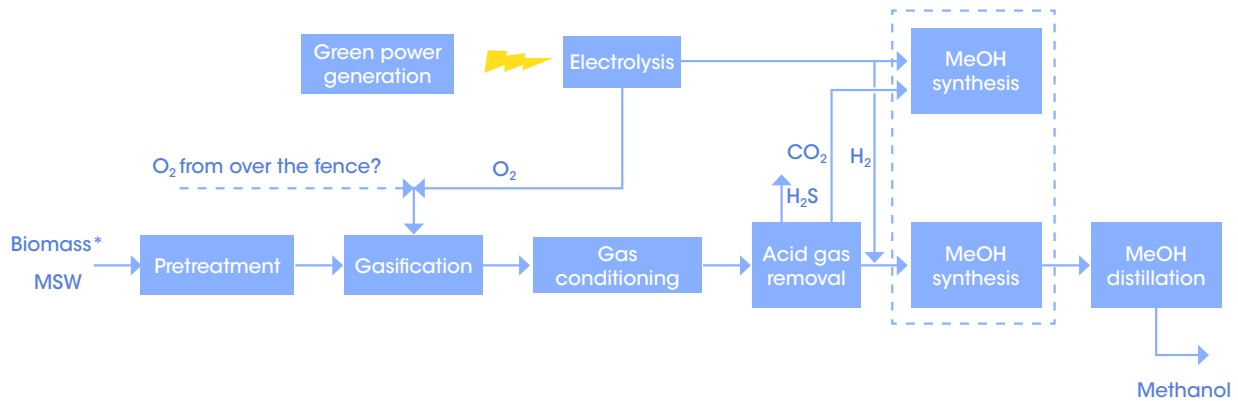 Green power
generation
Electrolysis
MeOH
synthesis
O₂ from over the fence?
O₂
CO₂
H₂
H₂S
Biomass*
MSW
Pretreatment
Gasification
Gas
conditioning
Acid gas
removal
MeOH
synthesis
MeOH
distillation
Methanol